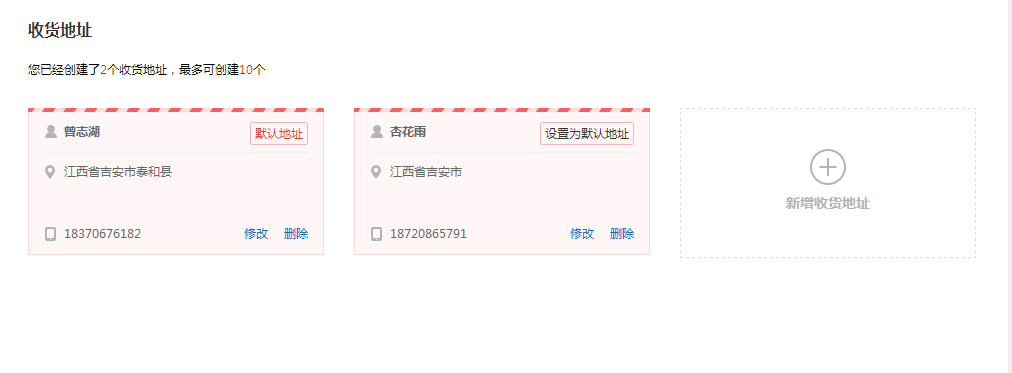 收货地址
您已经创建了2个收货地址，最多可创建10个
曾志湖 默认地址
江西省吉安市泰和县
18370676182 修改 删除
杏花雨 设置为默认地址
江西省吉安市
18720865791 修改 删除
新增收货地址